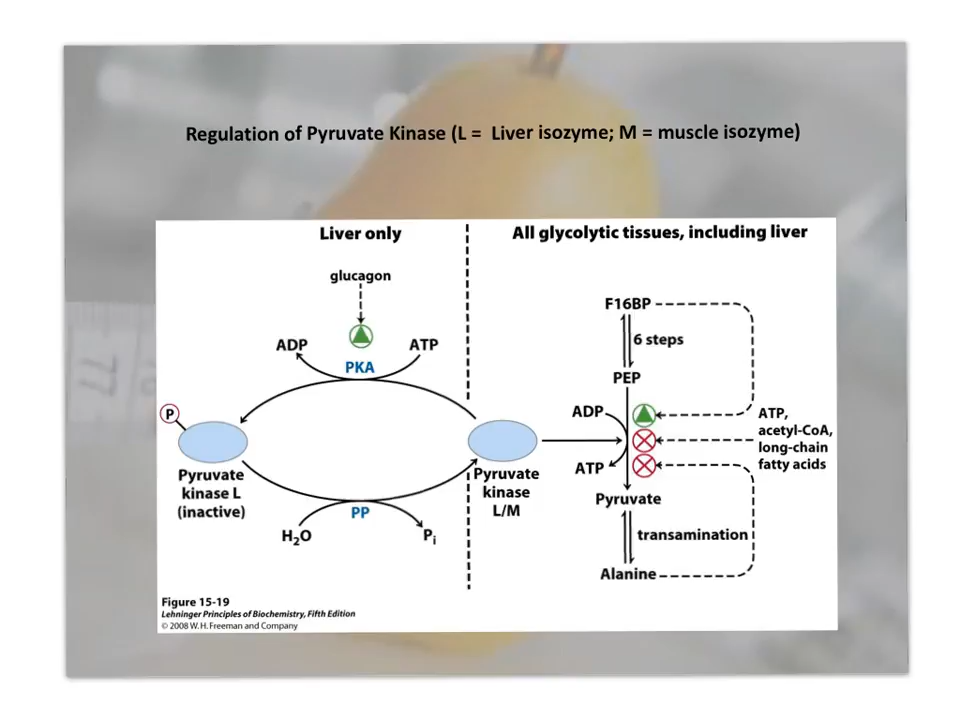 Regulation of Pyruvate Kinase (L = Liver isozyme; M = muscle isozyme)
Liver only
All glycolytic tissues, including liver
glucagon
F16BP
6 steps
ADP
ATP
PKA
PEP
ADP
P
ATP,
acetyl-CoA,
long-chain
fatty acids
ATP
Pyruvate
kinase L
(inactive)
Pyruvate
kinase
L/M
Pyruvate
PP
H₂O
Pᵢ
transamination
Alanine
Figure 15-19
Lehninger Principles of Biochemistry, Fifth Edition
© 2008 W. H. Freeman and Company